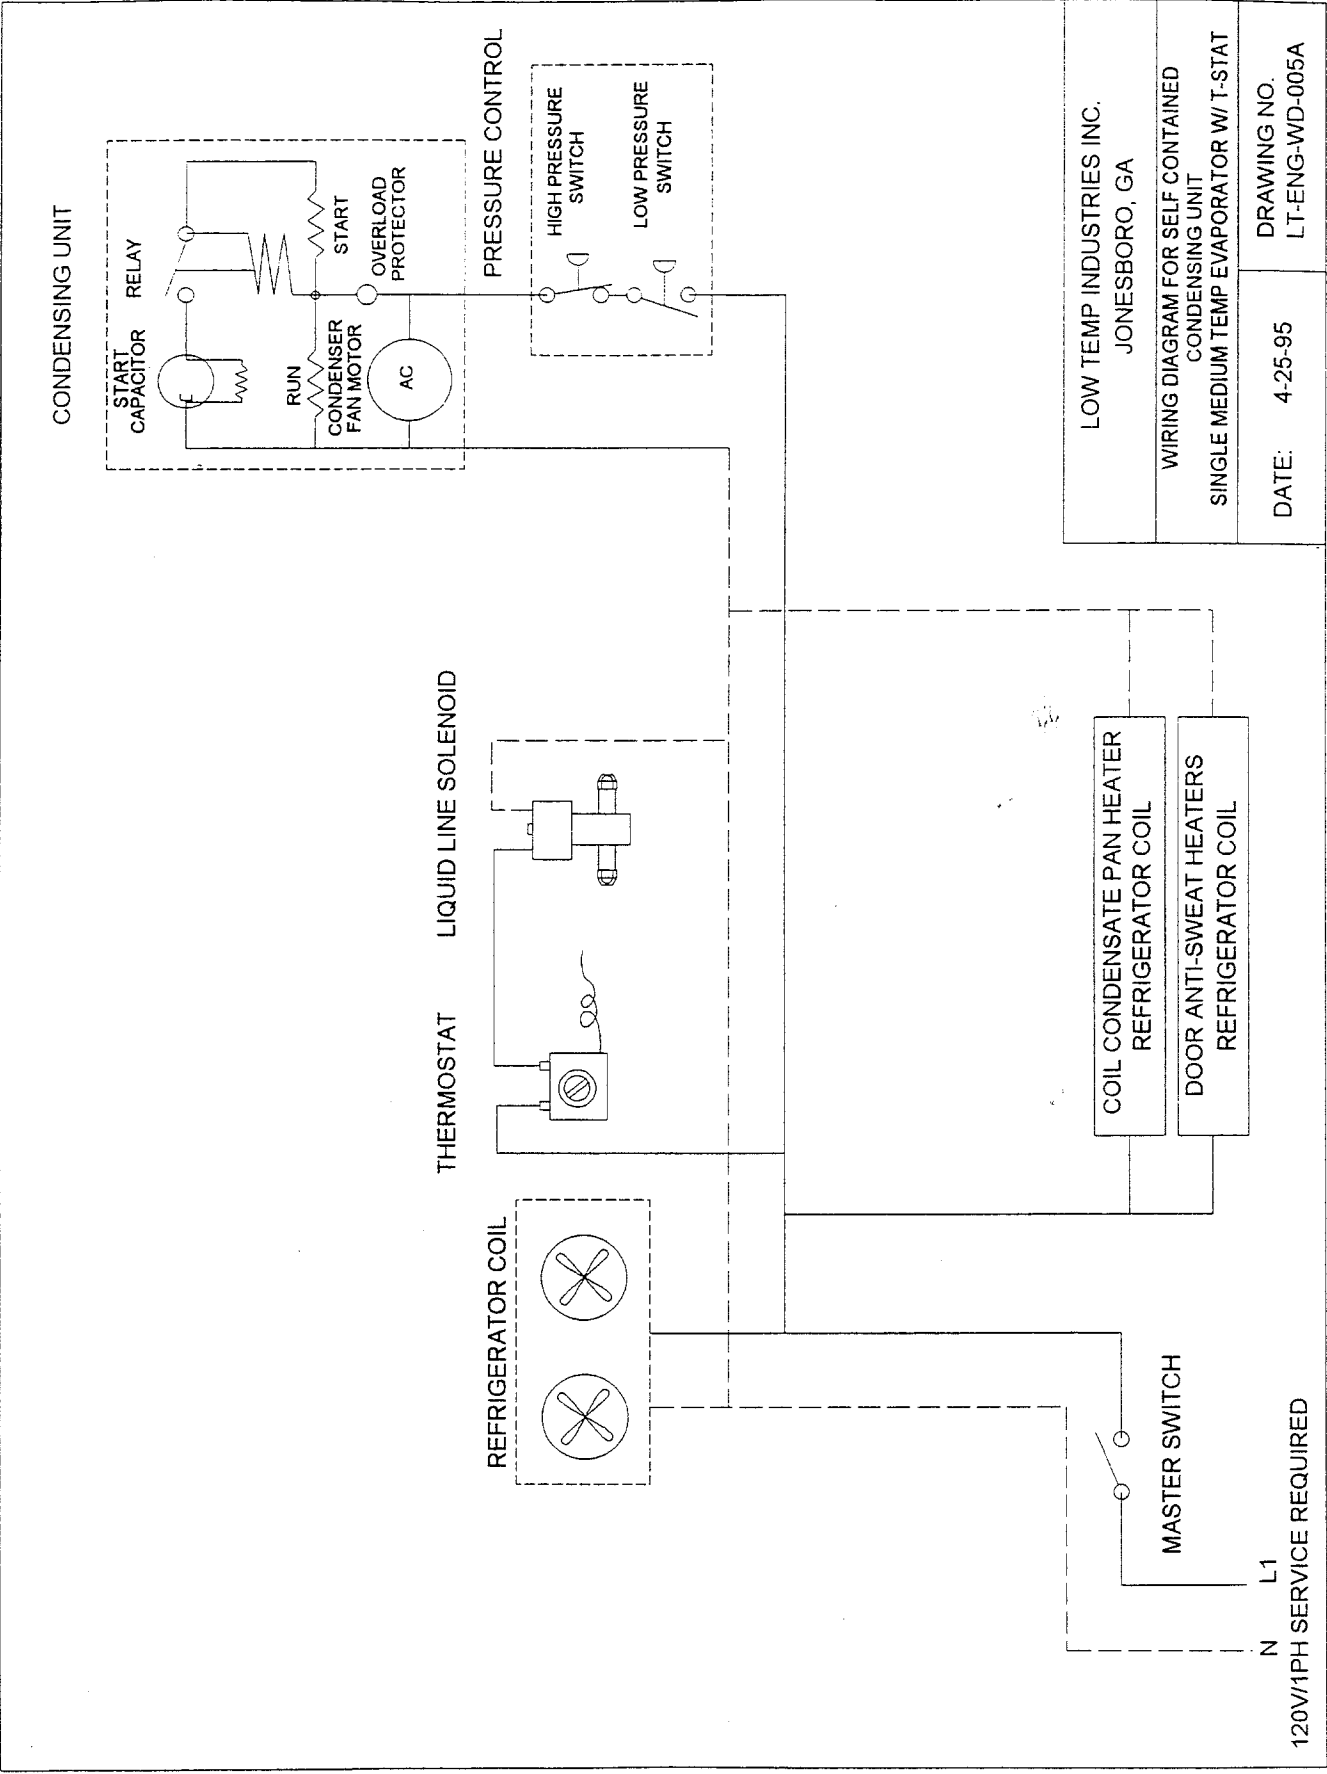 CONDENSING UNIT
START
CAPACITOR
RELAY
RUN
START
CONDENSER
FAN MOTOR
OVERLOAD
PROTECTOR
AC
PRESSURE CONTROL
HIGH PRESSURE
SWITCH
LOW PRESSURE
SWITCH
THERMOSTAT
LIQUID LINE SOLENOID
REFRIGERATOR COIL
COIL CONDENSATE PAN HEATER
REFRIGERATOR COIL
DOOR ANTI-SWEAT HEATERS
REFRIGERATOR COIL
MASTER SWITCH
N
L1
120V/1PH SERVICE REQUIRED
LOW TEMP INDUSTRIES INC.
JONESBORO, GA
WIRING DIAGRAM FOR SELF CONTAINED
CONDENSING UNIT
SINGLE MEDIUM TEMP EVAPORATOR W/ T-STAT
DATE: 4-25-95
DRAWING NO.
LT-ENG-WD-005A